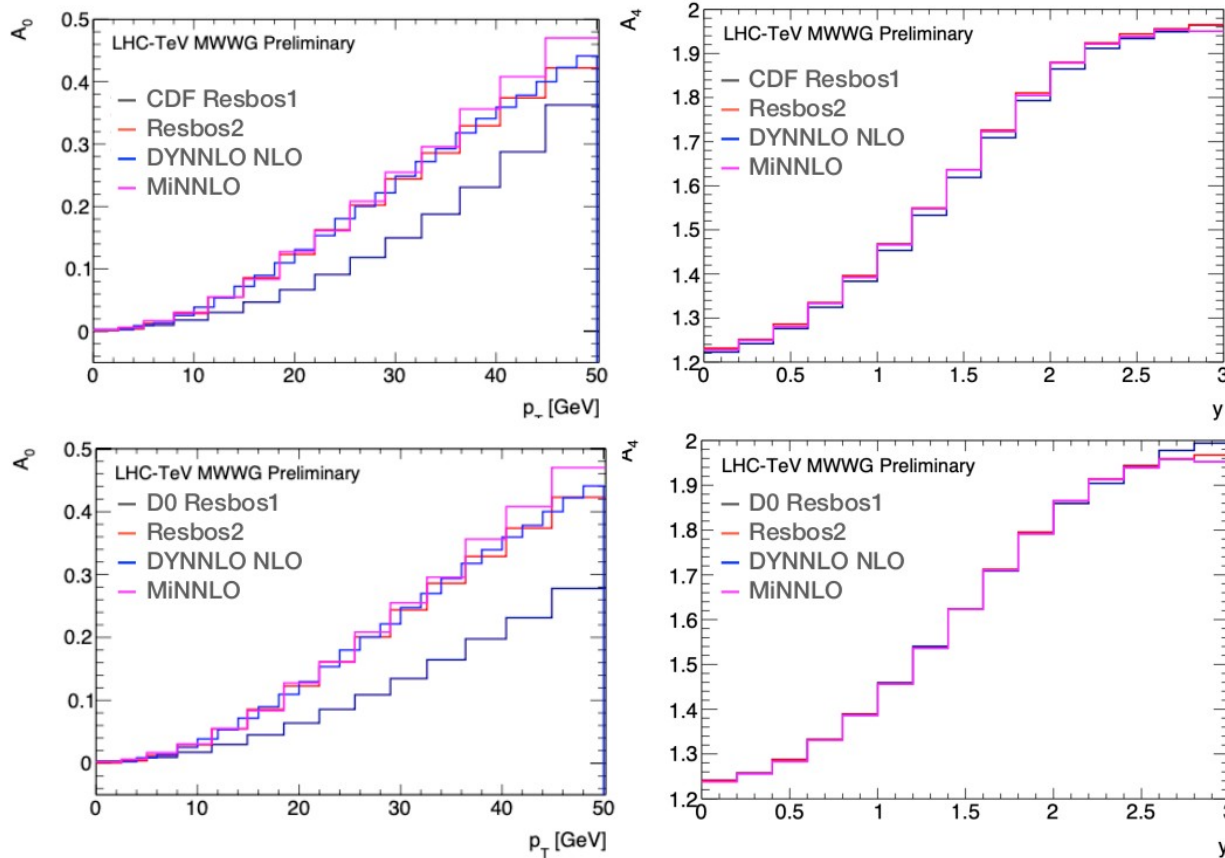 A₀
LHC-TeV MWWG Preliminary
CDF Resbos1
Resbos2
DYNNLO NLO
MiNNLO
0.5
0.4
0.3
0.2
0.1
0
0 10 20 30 40 50
p_T [GeV]
A₄
LHC-TeV MWWG Preliminary
CDF Resbos1
Resbos2
DYNNLO NLO
MiNNLO
2
1.9
1.8
1.7
1.6
1.5
1.4
1.3
1.2
0 0.5 1 1.5 2 2.5 3
y
A₀
LHC-TeV MWWG Preliminary
D0 Resbos1
Resbos2
DYNNLO NLO
MiNNLO
0.5
0.4
0.3
0.2
0.1
0
0 10 20 30 40 50
p_T [GeV]
A₄
LHC-TeV MWWG Preliminary
D0 Resbos1
Resbos2
DYNNLO NLO
MiNNLO
2
1.9
1.8
1.7
1.6
1.5
1.4
1.3
1.2
0 0.5 1 1.5 2 2.5 3
y